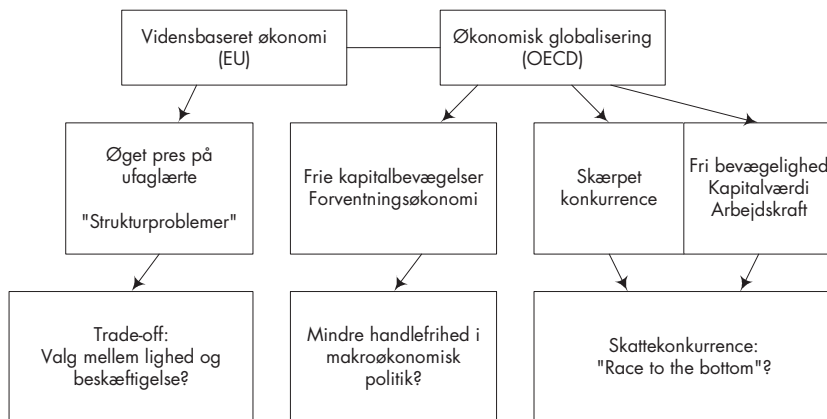 Vidensbaseret økonomi
(EU)
Økonomisk globalisering
(OECD)
Øget pres på
ufaglærte
"Strukturproblemer"
Frie kapitalbevægelser
Forventningsøkonomi
Skærpet
konkurrence
Fri bevægelighed
Kapitalværdi
Arbejdskraft
Trade-off:
Valg mellem lighed og
beskæftigelse?
Mindre handlefrihed i
makroøkonomisk
politik?
Skattekonkurrence:
"Race to the bottom"?